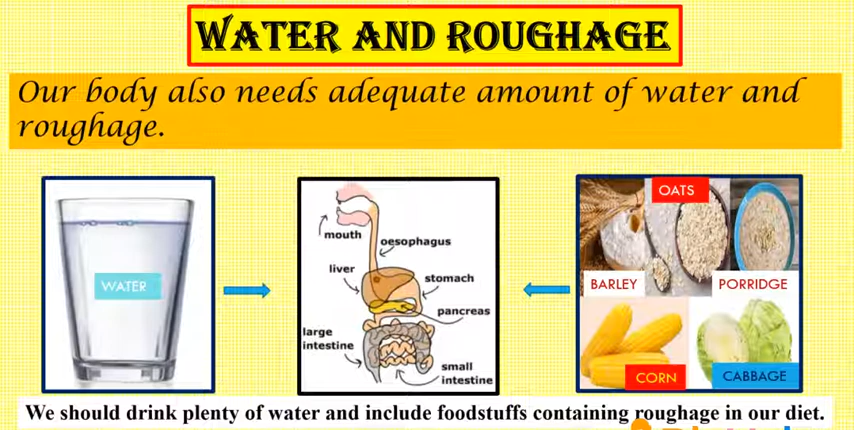 WATER AND ROUGHAGE
Our body also needs adequate amount of water and
roughage.
WATER
mouth
oesophagus
liver
stomach
pancreas
large
intestine
small
intestine
OATS
BARLEY
PORRIDGE
CORN
CABBAGE
We should drink plenty of water and include foodstuffs containing roughage in our diet.